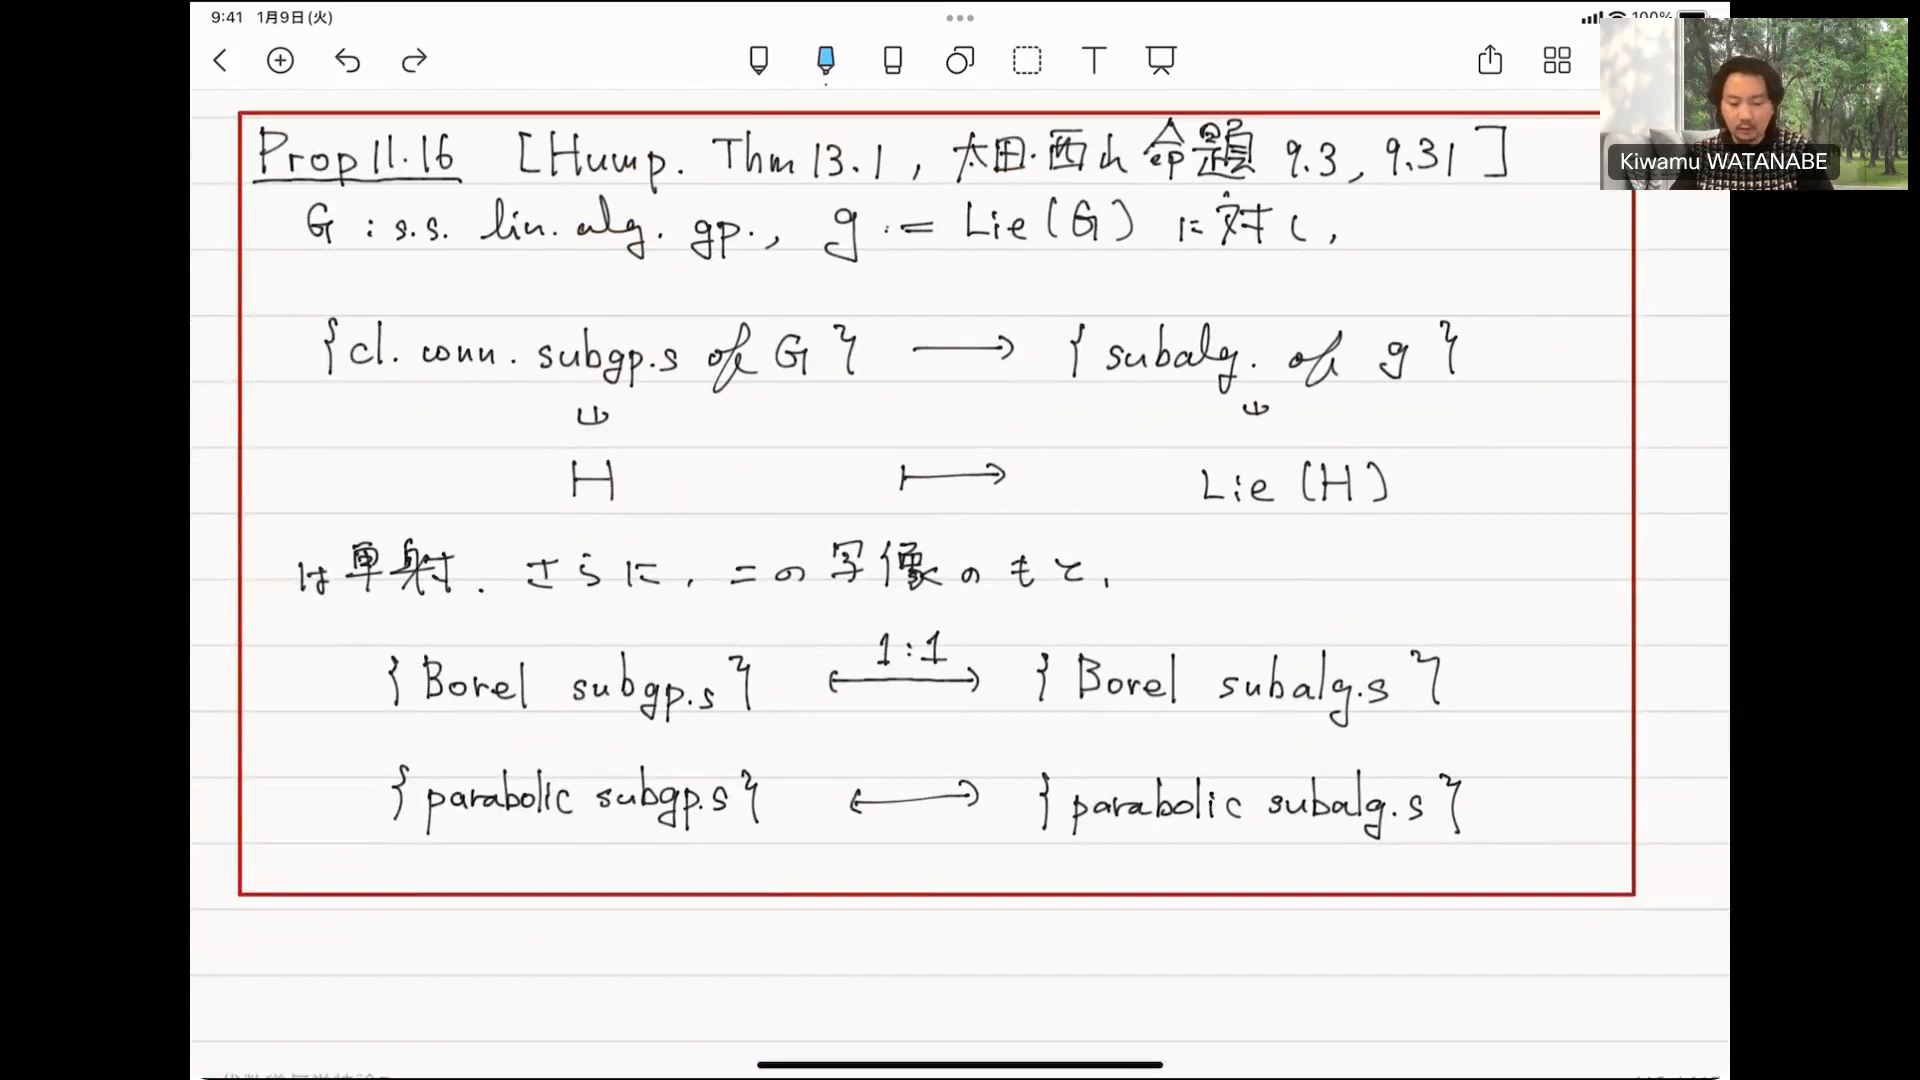 9:41 1月9日(火)
100%
Kiwamu WATANABE
Prop 11.16 [Hump. Thm 13.1, 太田・西山 命題 9.3, 9.31]
G : s.s. lin. alg. gp., g := Lie(G) に対し,
{cl. conn. subgp.s of G} → {subalg. of g}
H ↦ Lie (H)
は単射. さらに, この写像のもと,
1:1
{Borel subgp.s} ↔ {Borel subalg.s}
{parabolic subgp.s} ↔ {parabolic subalg.s}